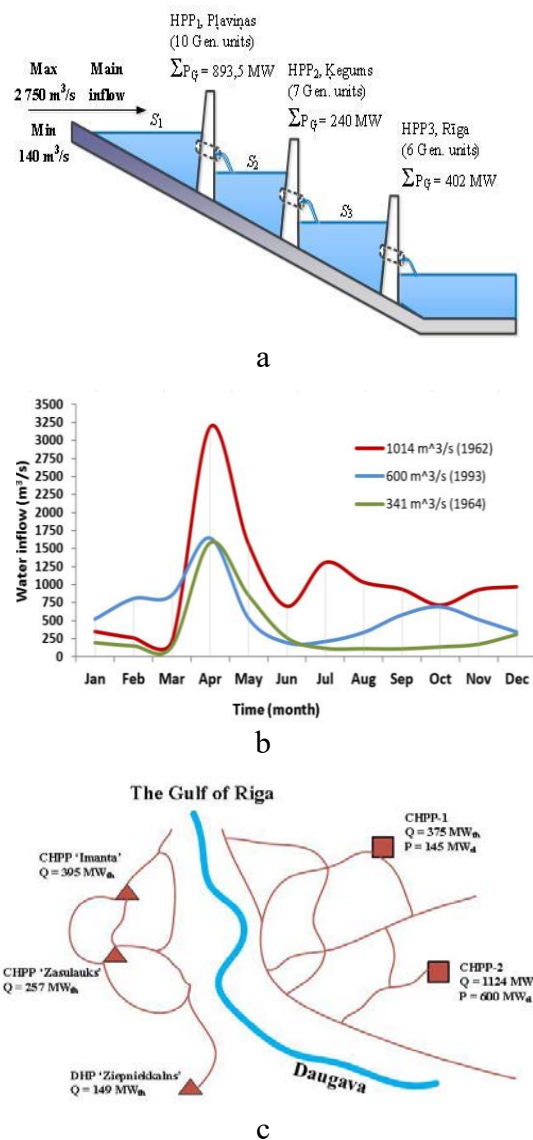 HPP₁, Pļaviņas
(10 Gen. units)
∑P_G = 893,5 MW
HPP₂, Ķegums
(7 Gen. units)
∑P_G = 240 MW
HPP3, Rīga
(6 Gen. units)
∑P_G = 402 MW
Max Main
2 750 m³/s inflow
Min
140 m³/s
S₁
S₂
S₃
a
Water inflow (m³/s)
3500
3250
3000
2750
2500
2250
2000
1750
1500
1250
1000
750
500
250
0
1014 m^3/s (1962)
600 m^3/s (1993)
341 m^3/s (1964)
Jan Feb Mar Apr May Jun Jul Aug Sep Oct Nov Dec
Time (month)
b
The Gulf of Riga
CHPP 'Imanta'
Q = 395 MWth
CHPP-1
Q = 375 MWth
P = 145 MWel
CHPP 'Zasulauks'
Q = 257 MWth
CHPP-2
Q = 1124 MW
P = 600 MWel
DHP 'Ziepniekkalns'
Q = 149 MWth
Daugava
c